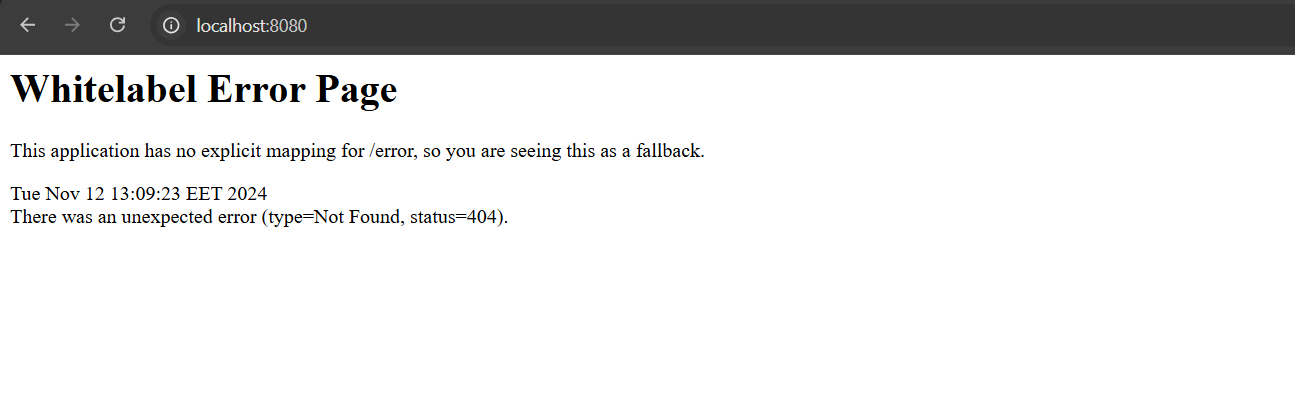 localhost:8080
Whitelabel Error Page
This application has no explicit mapping for /error, so you are seeing this as a fallback.
Tue Nov 12 13:09:23 EET 2024
There was an unexpected error (type=Not Found, status=404).